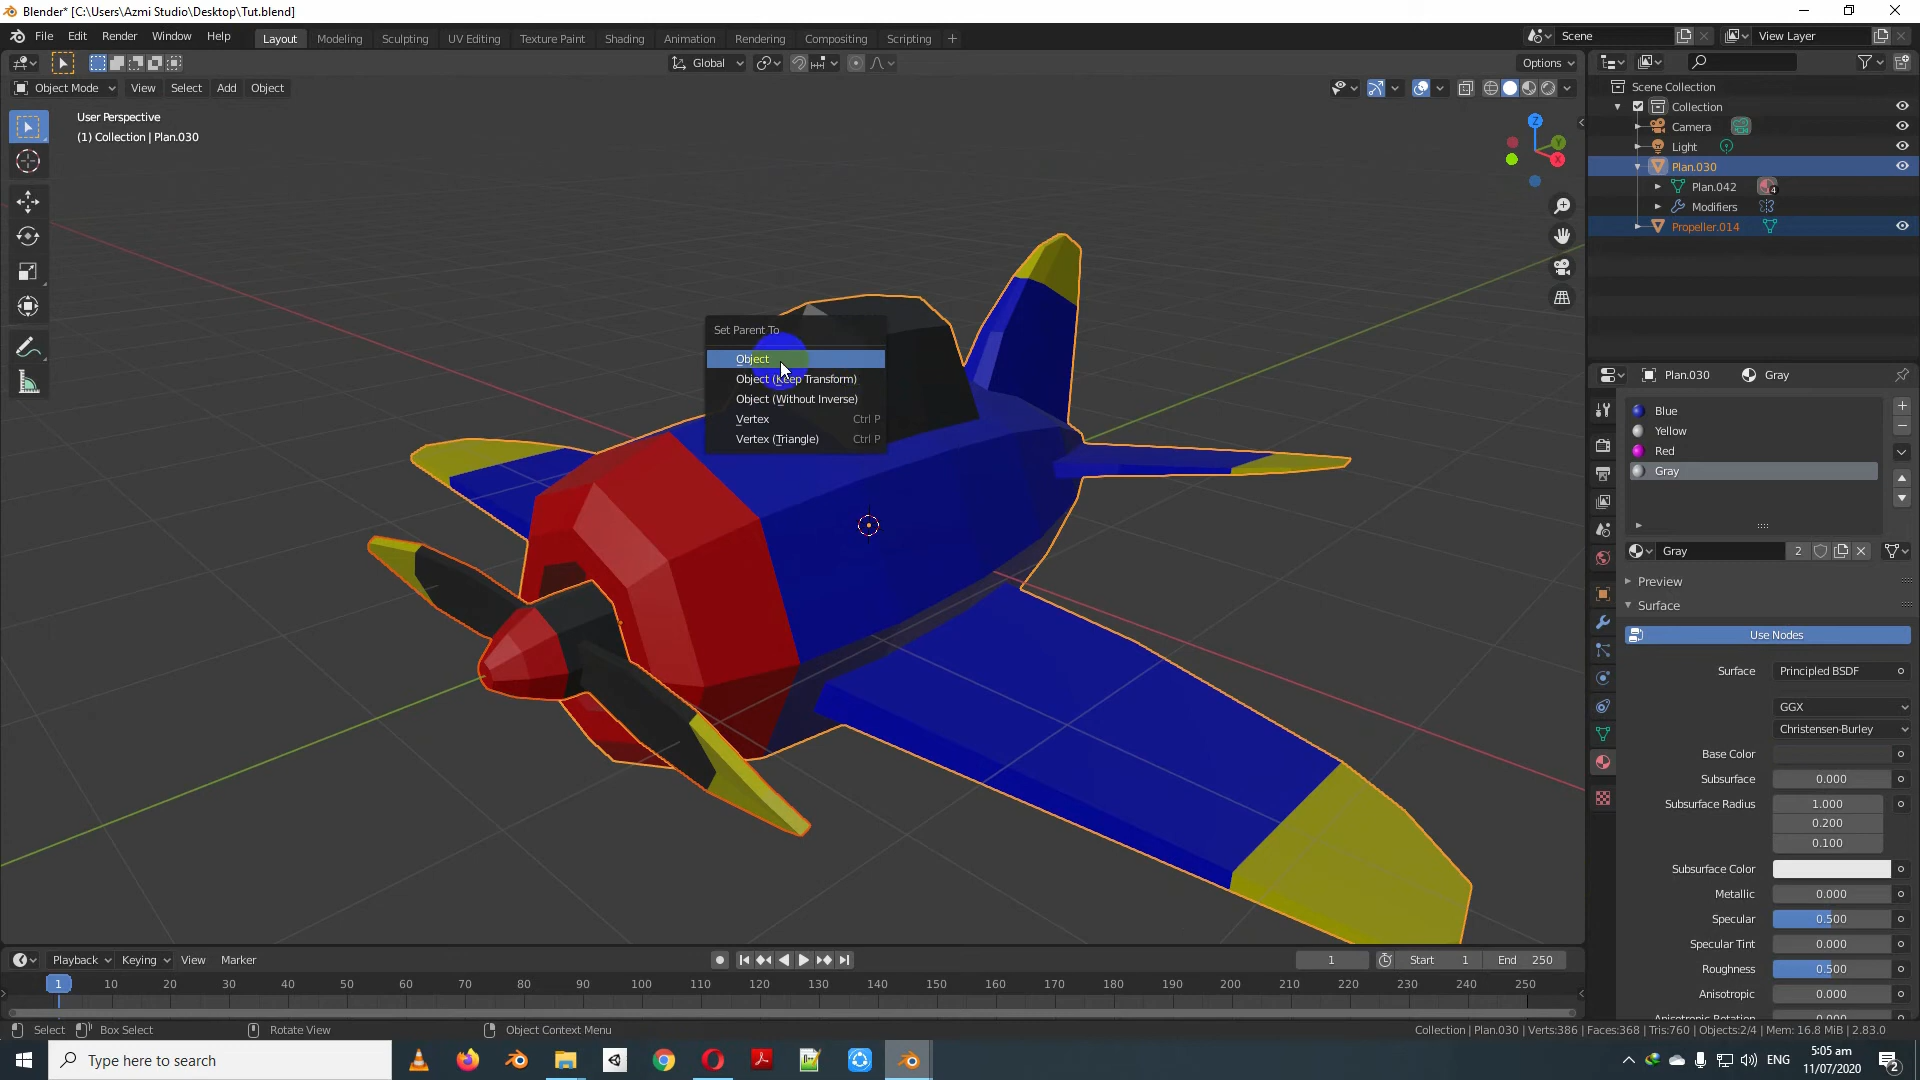 Blender* [C:\Users\Azmi Studio\Desktop\Tut.blend]
File Edit Render Window Help Layout Modeling Sculpting UV Editing Texture Paint Shading Animation Rendering Compositing Scripting + Scene View Layer
Global Options
Object Mode View Select Add Object
User Perspective
(1) Collection | Plan.030
Z
Y
X
Scene Collection
Collection
Camera
Light
Plan.030
Plan.042 4
Modifiers
Propeller.014
Set Parent To
Object
Object (Keep Transform)
Object (Without Inverse)
Vertex Ctrl P
Vertex (Triangle) Ctrl P
Plan.030 Gray
Blue
Yellow
Red
Gray
Gray 2
Preview
Surface
Use Nodes
Surface Principled BSDF
GGX
Christensen-Burley
Base Color
Subsurface 0.000
Subsurface Radius 1.000
0.200
0.100
Subsurface Color
Metallic 0.000
Specular 0.500
Specular Tint 0.000
Roughness 0.500
Anisotropic 0.000
Anisotropic Rotation 0.000
Playback Keying View Marker 1 Start 1 End 250
1 10 20 30 40 50 60 70 80 90 100 110 120 130 140 150 160 170 180 190 200 210 220 230 240 250
Select Box Select Rotate View Object Context Menu Collection | Plan.030 | Verts:386 | Faces:368 | Tris:760 | Objects:2/4 | Mem: 16.8 MiB | 2.83.0
Type here to search ENG 5:05 am
11/07/2020
2